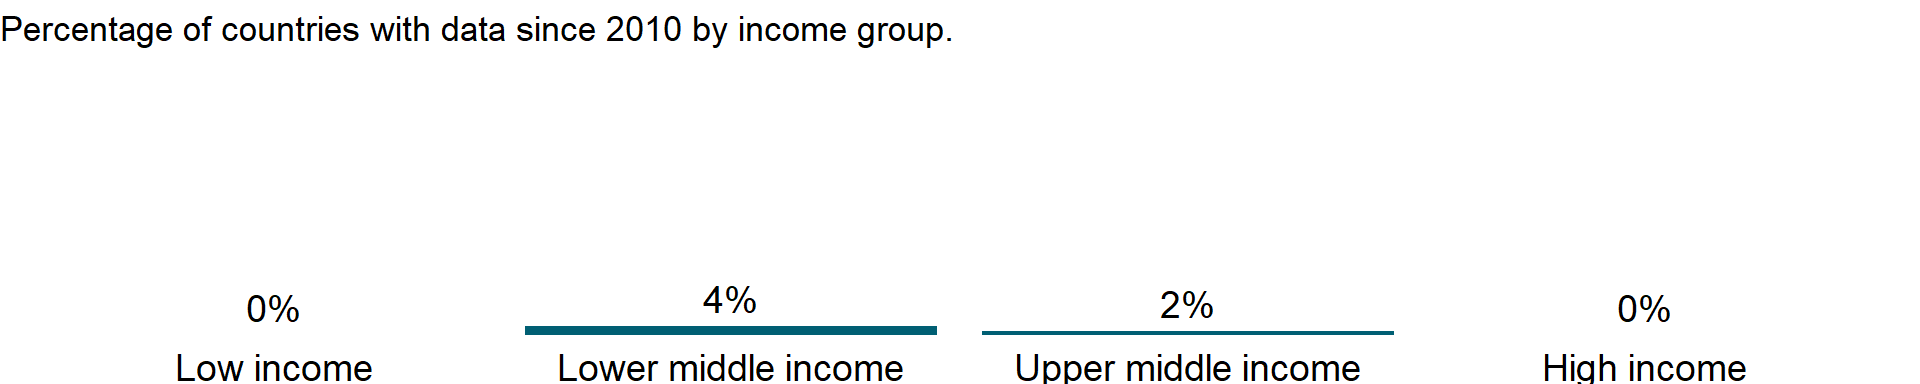 Percentage of countries with data since 2010 by income group.
0% 4% 2% 0%
Low income Lower middle income Upper middle income High income